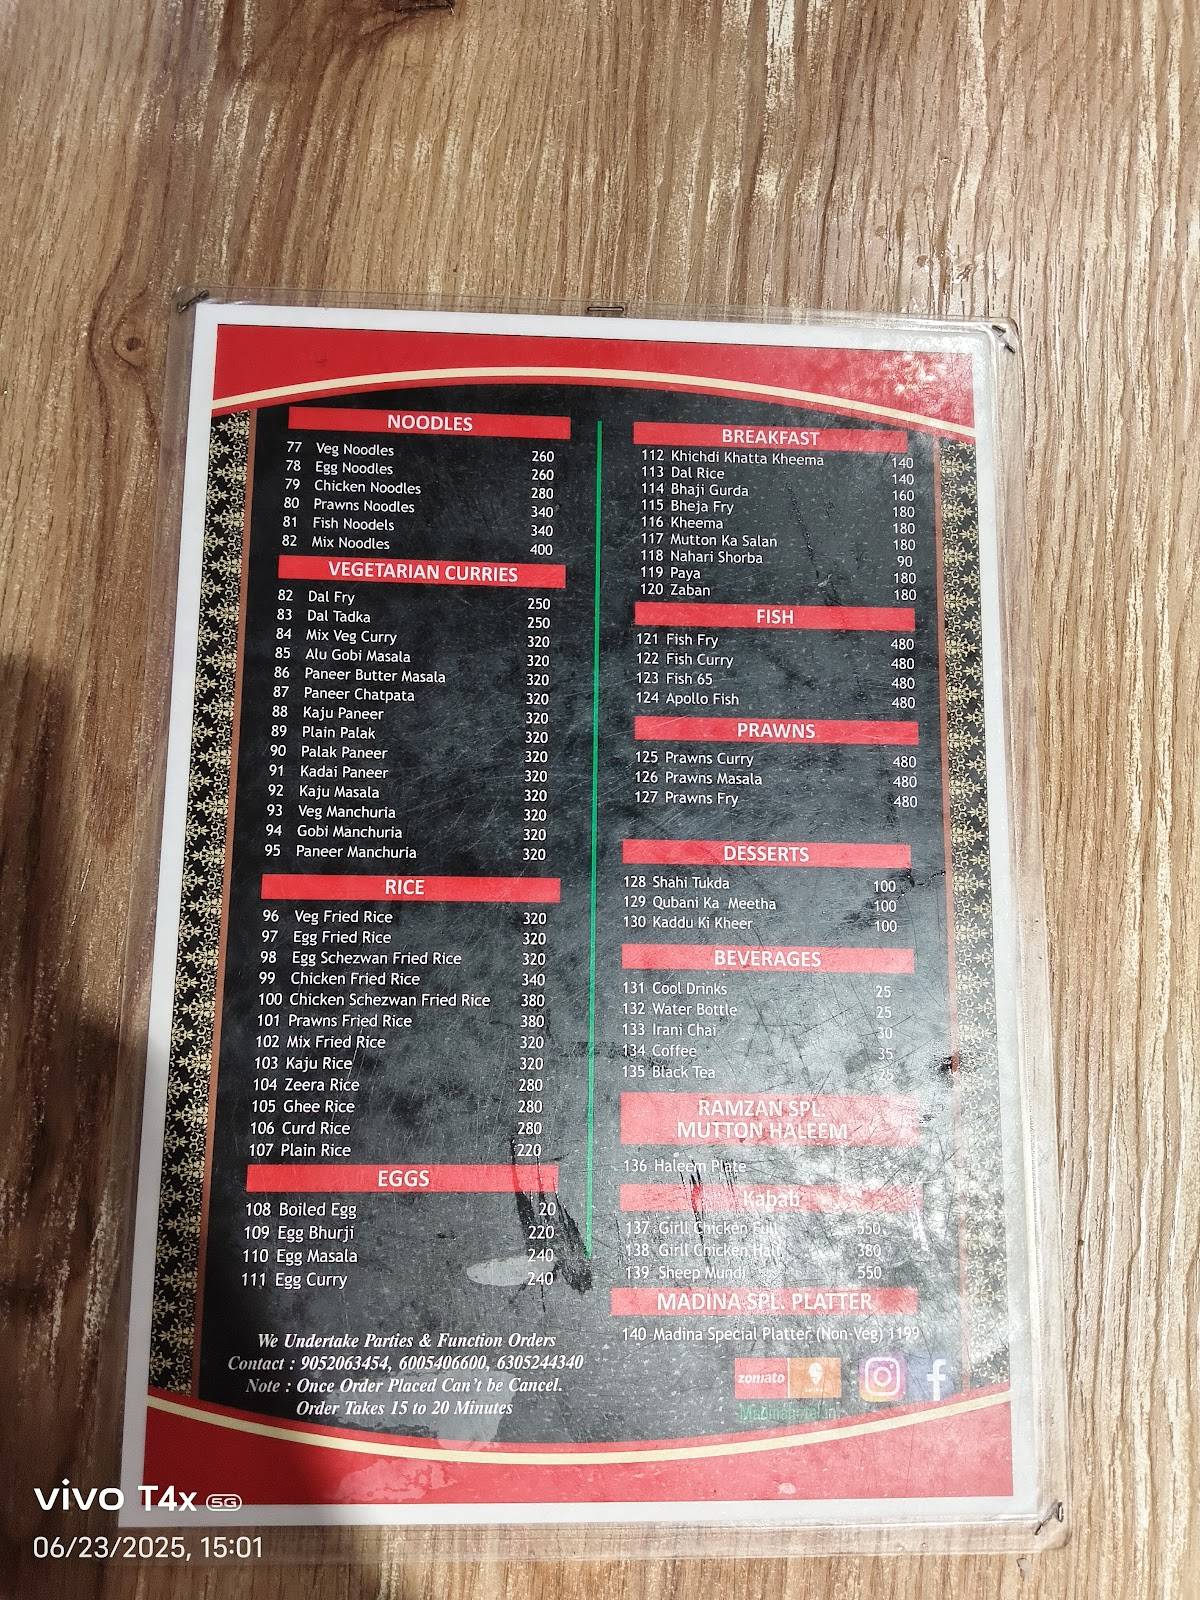 NOODLES
77 Veg Noodles 260
78 Egg Noodles 260
79 Chicken Noodles 280
80 Prawns Noodles 340
81 Fish Noodels 340
82 Mix Noodles 400
VEGETARIAN CURRIES
82 Dal Fry 250
83 Dal Tadka 250
84 Mix Veg Curry 320
85 Alu Gobi Masala 320
86 Paneer Butter Masala 320
87 Paneer Chatpata 320
88 Kaju Paneer 320
89 Plain Palak 320
90 Palak Paneer 320
91 Kadai Paneer 320
92 Kaju Masala 320
93 Veg Manchuria 320
94 Gobi Manchuria 320
95 Paneer Manchuria 320
RICE
96 Veg Fried Rice 320
97 Egg Fried Rice 320
98 Egg Schezwan Fried Rice 320
99 Chicken Fried Rice 340
100 Chicken Schezwan Fried Rice 380
101 Prawns Fried Rice 380
102 Mix Fried Rice 320
103 Kaju Rice 320
104 Zeera Rice 280
105 Ghee Rice 280
106 Curd Rice 280
107 Plain Rice 220
EGGS
108 Boiled Egg 20
109 Egg Bhurji 220
110 Egg Masala 240
111 Egg Curry 240
We Undertake Parties & Function Orders
Contact : 9052063454, 6005406600, 6305244340
Note : Once Order Placed Can't be Cancel.
Order Takes 15 to 20 Minutes
BREAKFAST
112 Khichdi Khatta Kheema 140
113 Dal Rice 140
114 Bhaji Gurda 160
115 Bheja Fry 180
116 Kheema 180
117 Mutton Ka Salan 180
118 Nahari Shorba 90
119 Paya 180
120 Zaban 180
FISH
121 Fish Fry 480
122 Fish Curry 480
123 Fish 65 480
124 Apollo Fish 480
PRAWNS
125 Prawns Curry 480
126 Prawns Masala 480
127 Prawns Fry 480
DESSERTS
128 Shahi Tukda 100
129 Qubani Ka Meetha 100
130 Kaddu Ki Kheer 100
BEVERAGES
131 Cool Drinks 25
132 Water Bottle 25
133 Irani Chai 30
134 Coffee 35
135 Black Tea 25
RAMZAN SPL.
MUTTON HALEEM
136 Haleem Plate
Kabab
137 Girll Chicken Full 550
138 Girll Chicken Half 380
139 Sheep Mundi 550
MADINA SPL. PLATTER
140 Madina Special Platter (Non-Veg) 1199
zomato
vivo T4x 5G
06/23/2025, 15:01